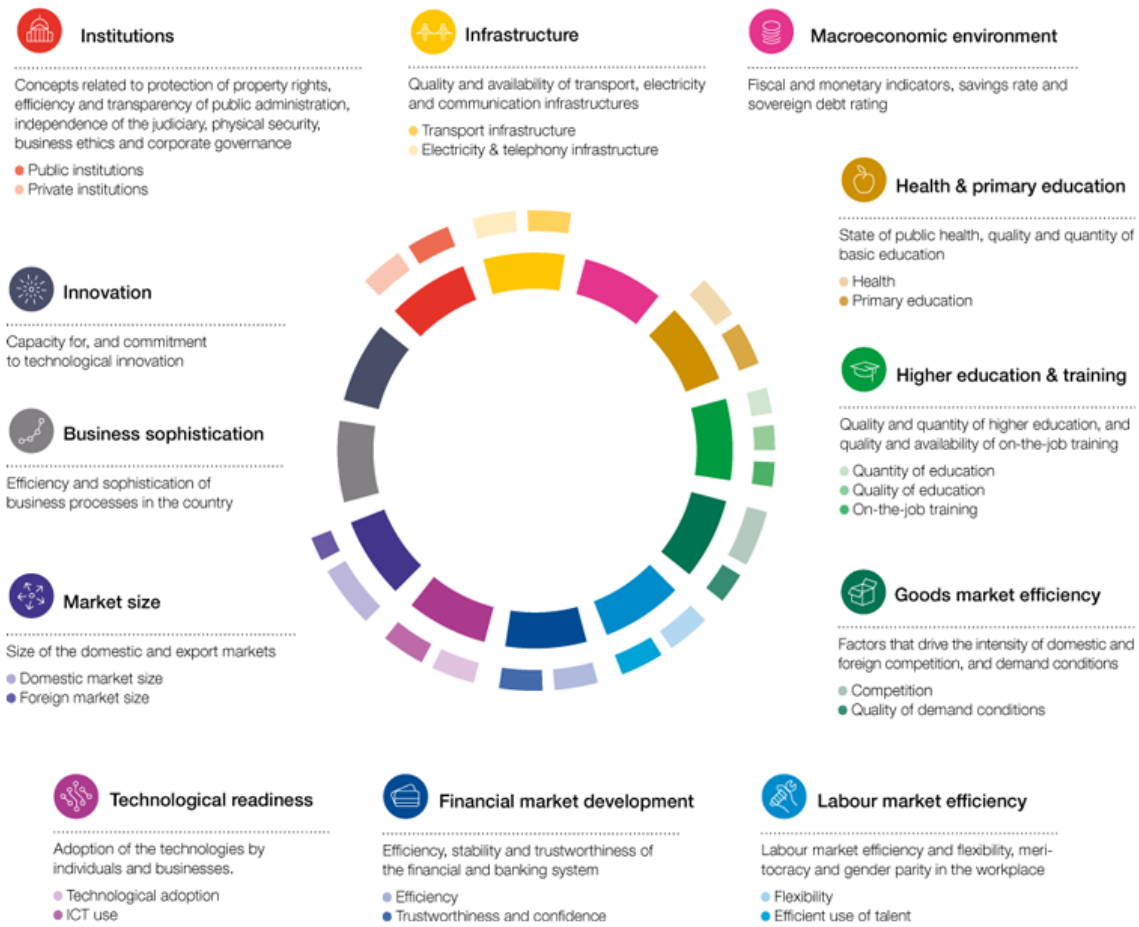 Institutions
Concepts related to protection of property rights,
efficiency and transparency of public administration,
independence of the judiciary, physical security,
business ethics and corporate governance
Public institutions
Private institutions
Infrastructure
Quality and availability of transport, electricity
and communication infrastructures
Transport infrastructure
Electricity & telephony infrastructure
Macroeconomic environment
Fiscal and monetary indicators, savings rate and
sovereign debt rating
Health & primary education
State of public health, quality and quantity of
basic education
Health
Primary education
Innovation
Capacity for, and commitment
to technological innovation
Higher education & training
Quality and quantity of higher education, and
quality and availability of on-the-job training
Quantity of education
Quality of education
On-the-job training
Business sophistication
Efficiency and sophistication of
business processes in the country
Market size
Size of the domestic and export markets
Domestic market size
Foreign market size
Goods market efficiency
Factors that drive the intensity of domestic and
foreign competition, and demand conditions
Competition
Quality of demand conditions
Technological readiness
Adoption of the technologies by
individuals and businesses.
Technological adoption
ICT use
Financial market development
Efficiency, stability and trustworthiness of
the financial and banking system
Efficiency
Trustworthiness and confidence
Labour market efficiency
Labour market efficiency and flexibility, meri-
tocracy and gender parity in the workplace
Flexibility
Efficient use of talent